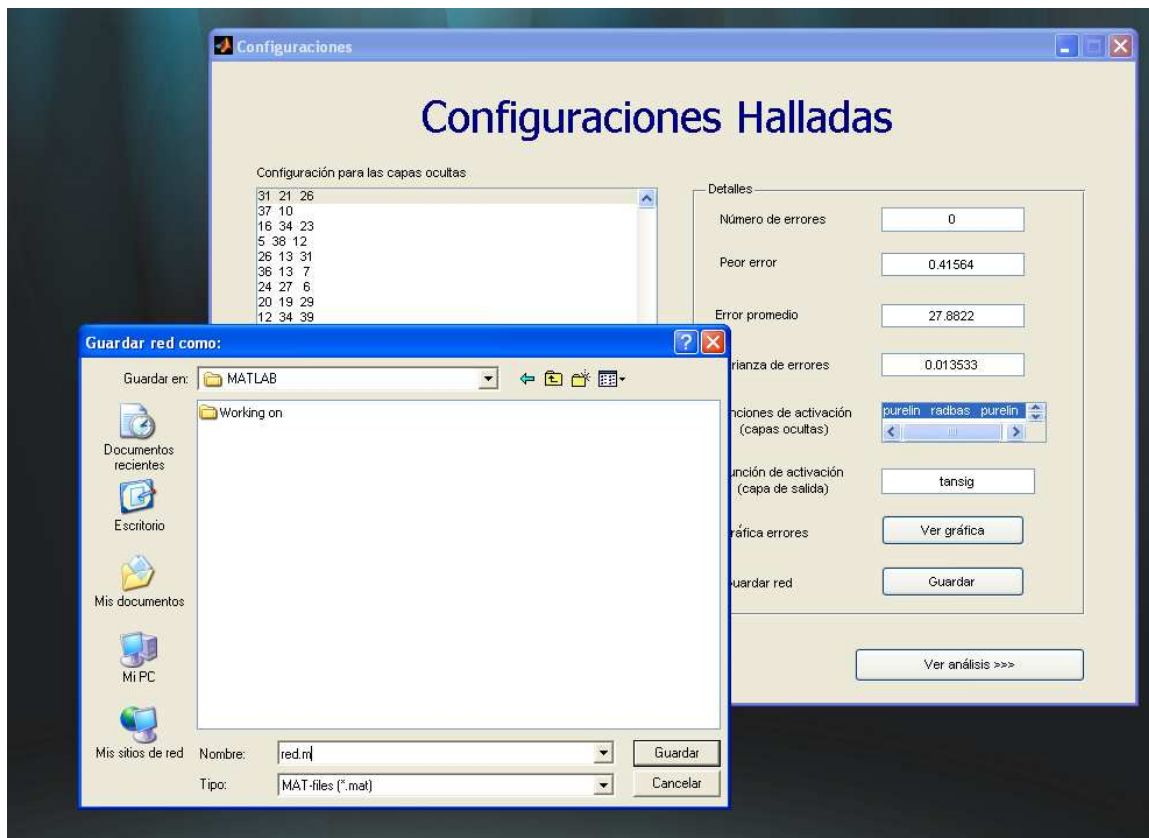 Configuraciones
Configuraciones Halladas
Configuración para las capas ocultas
31 21 26
37 10
16 34 23
5 38 12
26 13 31
36 13 7
24 27 6
20 19 29
12 34 39
Detalles
Número de errores
0
Peor error
0.41564
Error promedio
27.8822
rianza de errores
0.013533
nciones de activación
(capas ocultas)
purelin radbas purelin
unción de activación
(capa de salida)
tansig
ráfica errores
Ver gráfica
uardar red
Guardar
Ver análisis >>>
Guardar red como:
Guardar en:
MATLAB
Working on
Documentos
recientes
Escritorio
Mis documentos
Mi PC
Mis sitios de red
Nombre:
red.m
Guardar
Tipo:
MAT-files (*.mat)
Cancelar